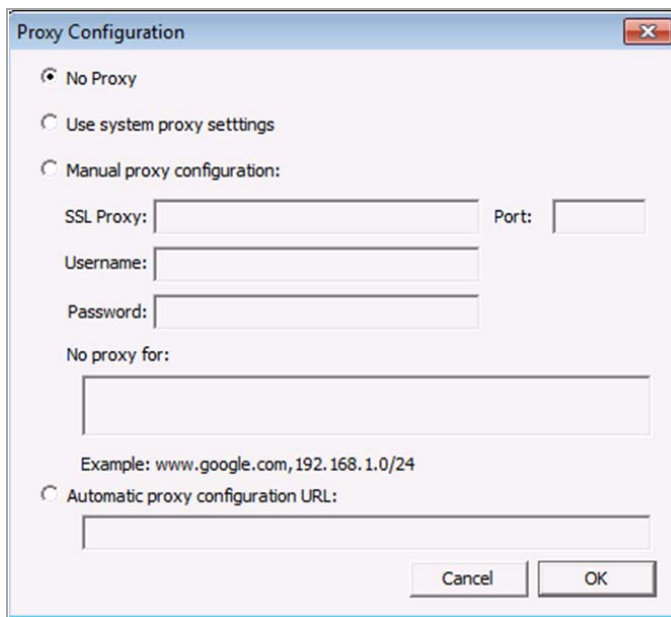 Proxy Configuration
No Proxy
Use system proxy setttings
Manual proxy configuration:
SSL Proxy: Port:
Username:
Password:
No proxy for:
Example: www.google.com,192.168.1.0/24
Automatic proxy configuration URL:
Cancel OK